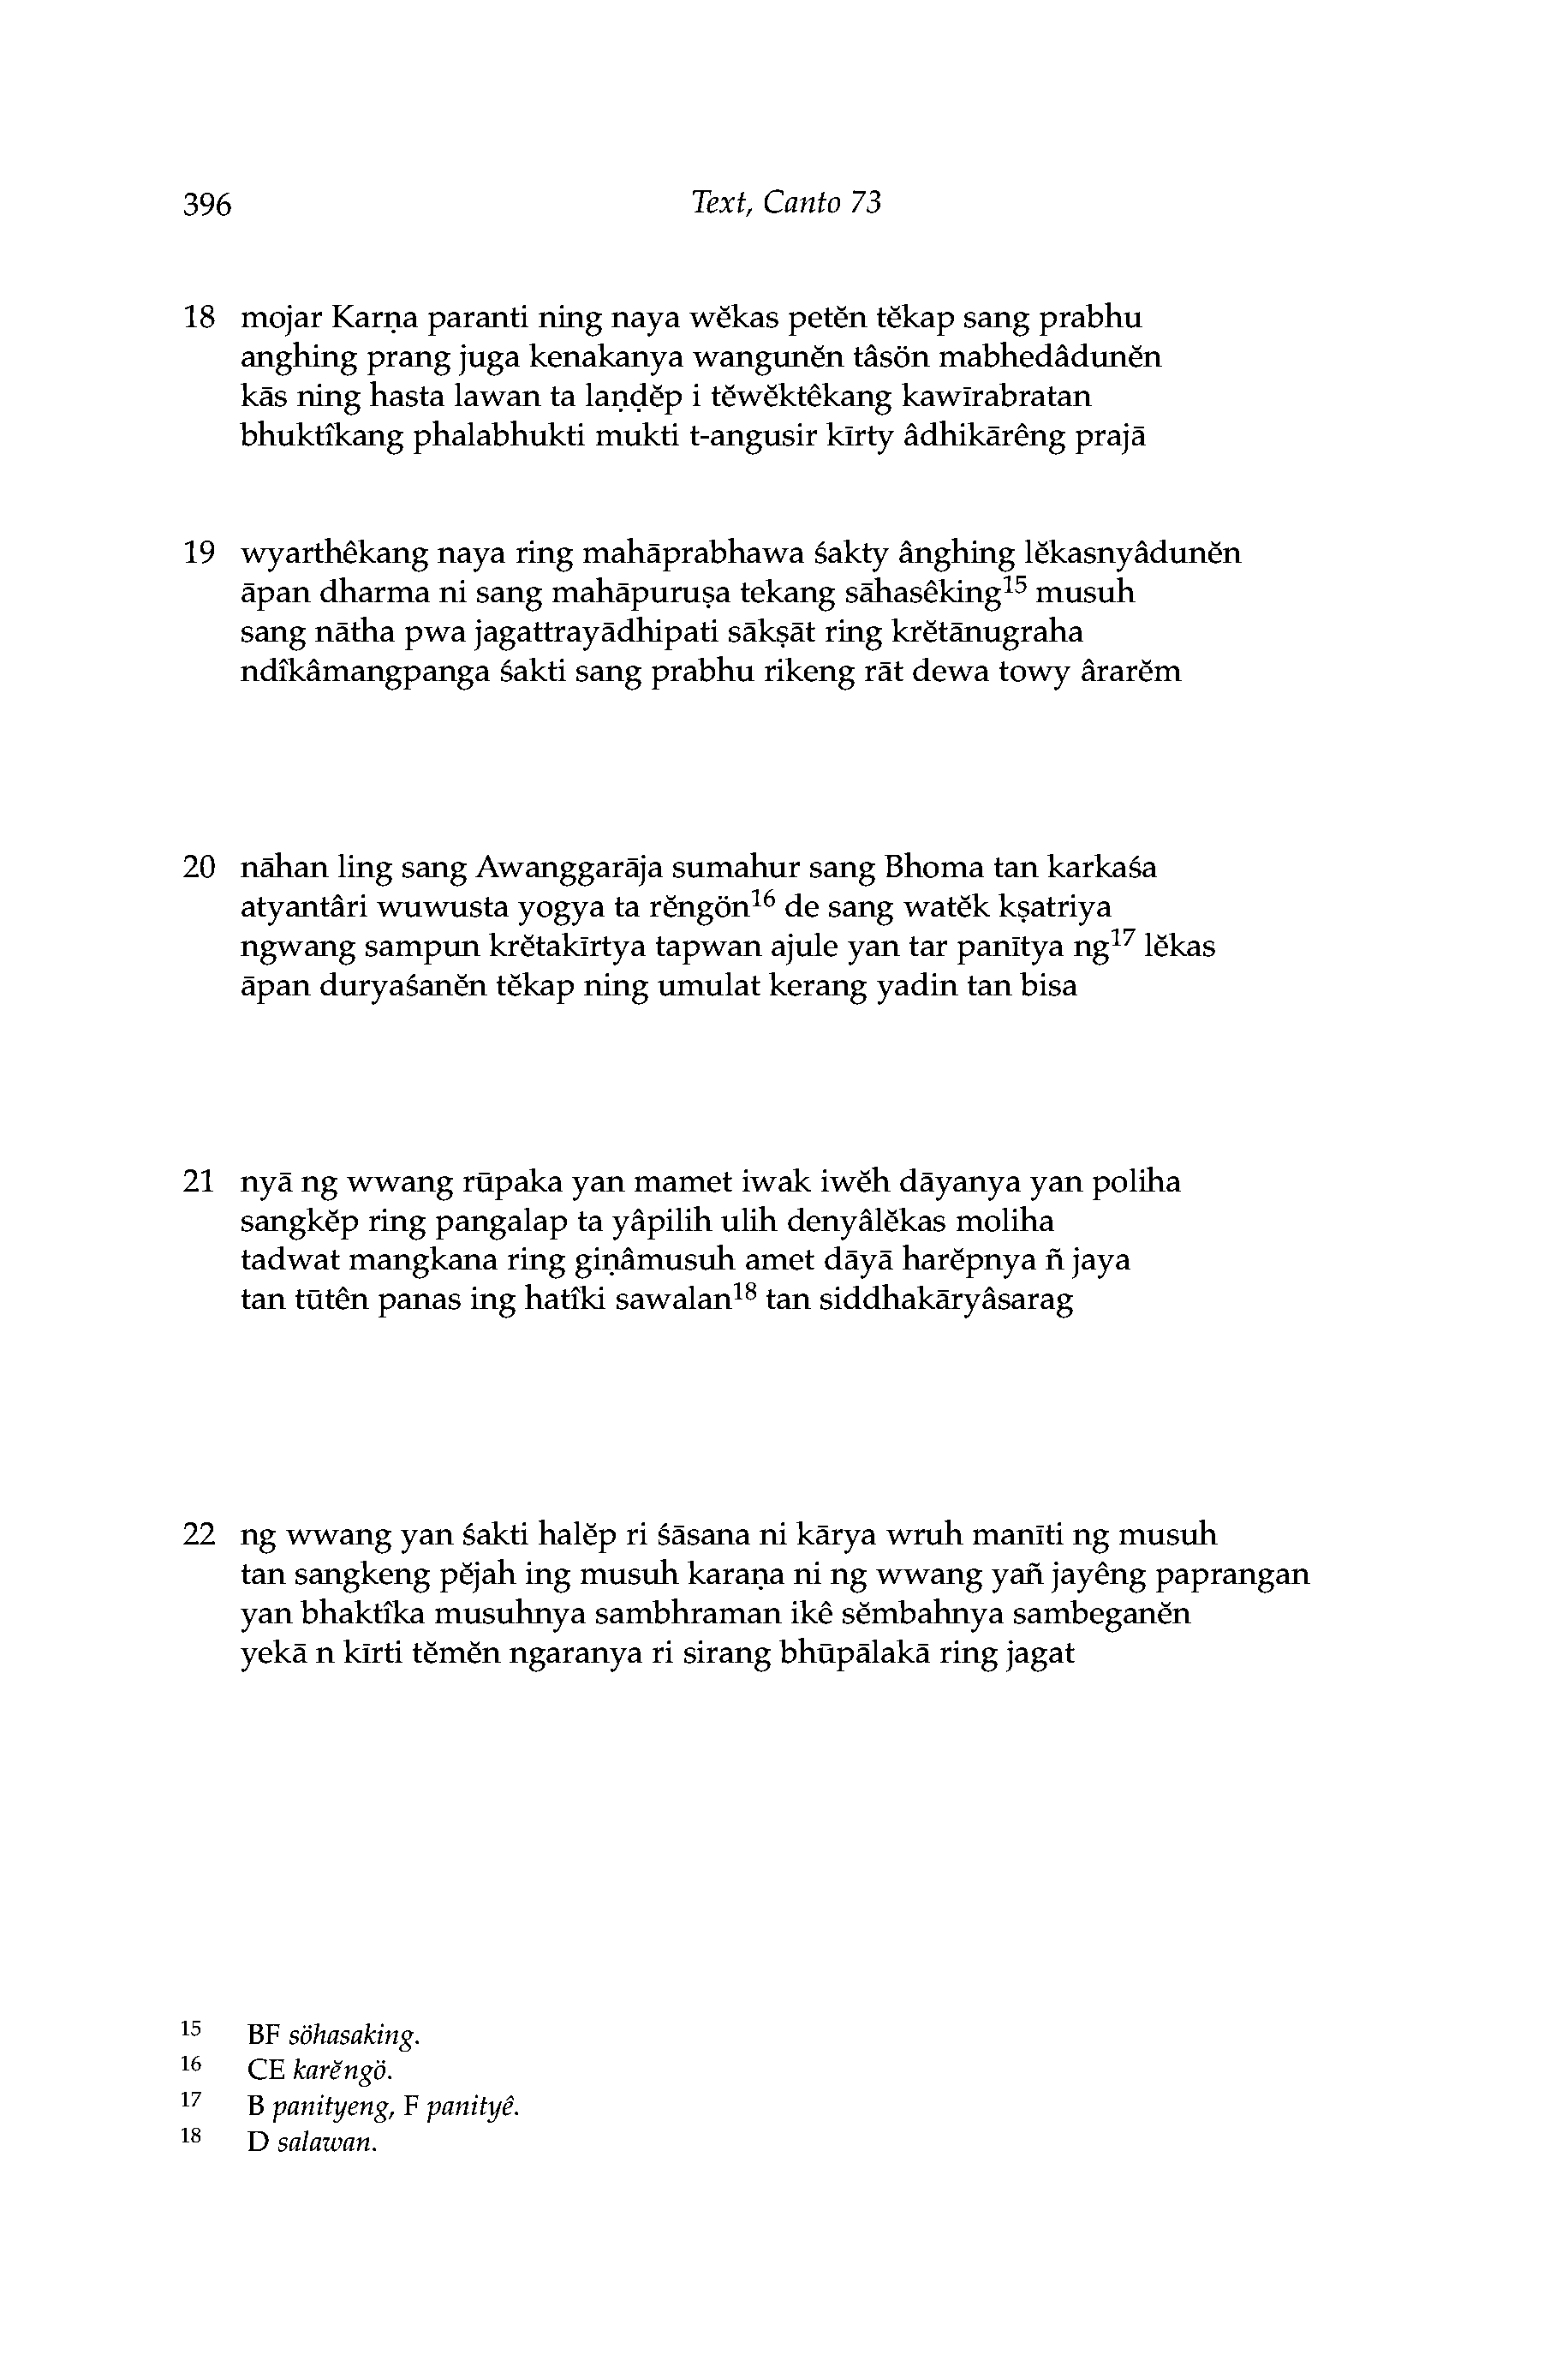 396 Text, Canto 73
18 mojar Karṇa paranti ning naya wĕkas petĕn tĕkap sang prabhu
anghing prang juga kenakanya wangunĕn tâsön mabhedâdunĕn
kās ning hasta lawan ta laṇḍĕp i tĕwĕktêkang kawīrabratan
bhuktîkang phalabhukti mukti t-angusir kīrty âdhikārêng prajā
19 wyarthêkang naya ring mahāprabhawa śakty ânghing lĕkasnyâdunĕn
āpan dharma ni sang mahāpuruṣa tekang sāhasêking¹⁵ musuh
sang nātha pwa jagattrayādhipati sākṣāt ring krĕtānugraha
ndîkâmangpanga śakti sang prabhu rikeng rāt dewa towy ârarĕm
20 nāhan ling sang Awanggarāja sumahur sang Bhoma tan karkaśa
atyantâri wuwusta yogya ta rĕngön¹⁶ de sang watĕk kṣatriya
ngwang sampun krĕtakīrtya tapwan ajule yan tar panītya ng¹⁷ lĕkas
āpan duryaśanĕn tĕkap ning umulat kerang yadin tan bisa
21 nyā ng wwang rūpaka yan mamet iwak iwĕh dāyanya yan poliha
sangkĕp ring pangalap ta yâpilih ulih denyâlĕkas moliha
tadwat mangkana ring giṇâmusuh amet dāyā harĕpnya ñ jaya
tan tūtên panas ing hatîki sawalan¹⁸ tan siddhakāryâsarag
22 ng wwang yan śakti halĕp ri śāsana ni kārya wruh manīti ng musuh
tan sangkeng pĕjah ing musuh karaṇa ni ng wwang yañ jayêng paprangan
yan bhaktîka musuhnya sambhraman ikê sĕmbahnya sambeganĕn
yekā n kīrti tĕmĕn ngaranya ri sirang bhūpālakā ring jagat
15 BF söhasaking.
16 CE karĕngö.
17 B panityeng, F panityê.
18 D salawan.